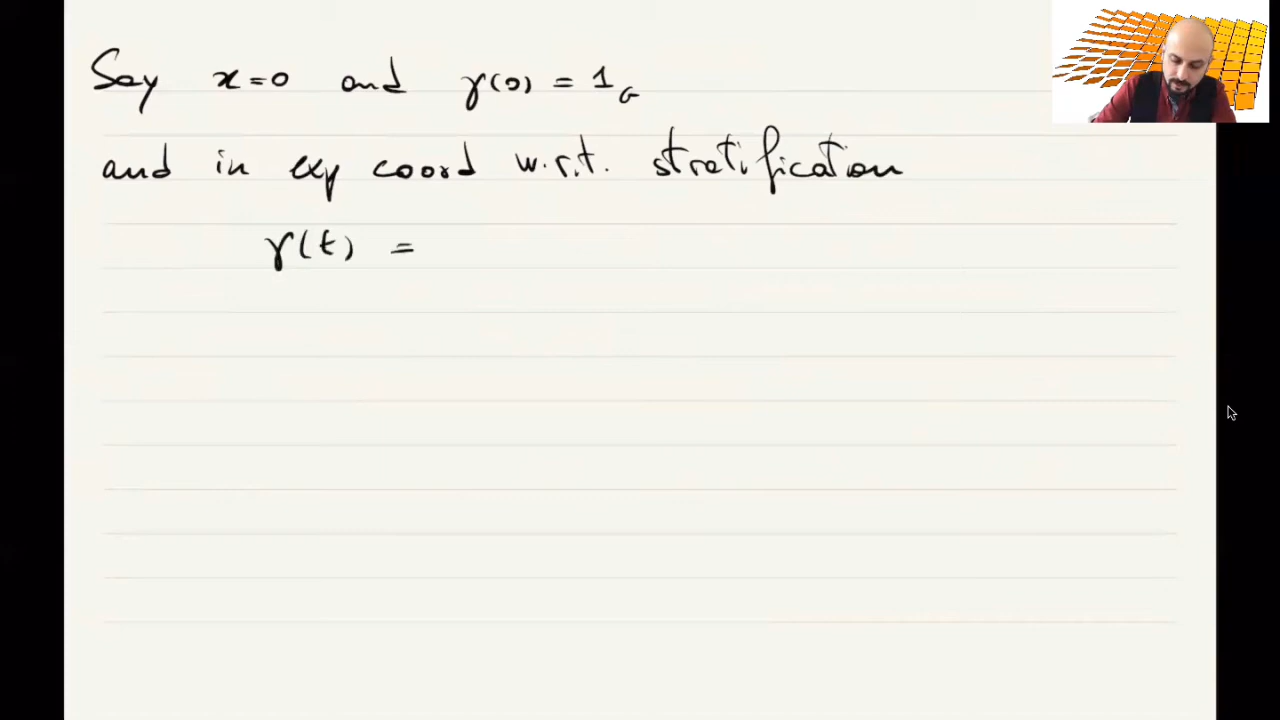 Say x=0 and γ(0) = 1_G
and in exp coord w.r.t. stratification
γ(t) =